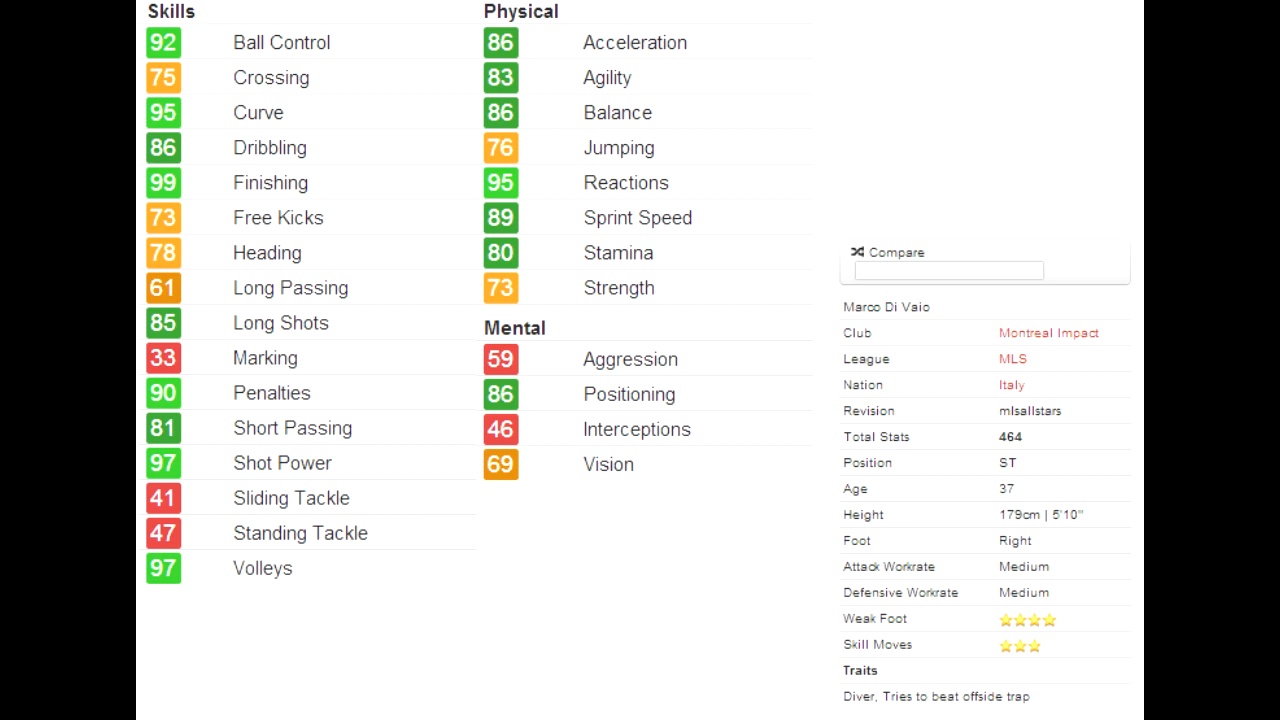 Skills
92 Ball Control
75 Crossing
95 Curve
86 Dribbling
99 Finishing
73 Free Kicks
78 Heading
61 Long Passing
85 Long Shots
33 Marking
90 Penalties
81 Short Passing
97 Shot Power
41 Sliding Tackle
47 Standing Tackle
97 Volleys
Physical
86 Acceleration
83 Agility
86 Balance
76 Jumping
95 Reactions
89 Sprint Speed
80 Stamina
73 Strength
Mental
59 Aggression
86 Positioning
46 Interceptions
69 Vision
Compare
Marco Di Vaio
Club Montreal Impact
League MLS
Nation Italy
Revision mlsallstars
Total Stats 464
Position ST
Age 37
Height 179cm | 5'10"
Foot Right
Attack Workrate Medium
Defensive Workrate Medium
Weak Foot
Skill Moves
Traits
Diver, Tries to beat offside trap